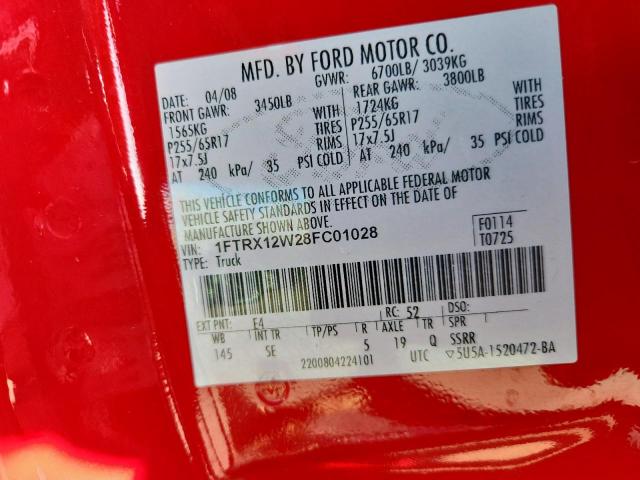 MFD. BY FORD MOTOR CO.
DATE: 04/08 GVWR: 6700LB/ 3039KG
FRONT GAWR: 3450LB REAR GAWR: 3800LB
1565KG WITH 1724KG WITH
P255/65R17 TIRES P255/65R17 TIRES
17x7.5J RIMS 17x7.5J RIMS
AT 240 kPa/ 35 PSI COLD AT 240 kPa/ 35 PSI COLD
THIS VEHICLE CONFORMS TO ALL APPLICABLE FEDERAL MOTOR
VEHICLE SAFETY STANDARDS IN EFFECT ON THE DATE OF
MANUFACTURE SHOWN ABOVE.
VIN: 1FTRX12W28FC01028 F0114
TYPE: Truck T0725
EXT PNT: E4 RC: 52 DSO:
WB INT TR TP/PS R AXLE TR SPR
145 SE 5 19 Q SSRR
2200804224101 UTC ▽5U5A-1520472-BA